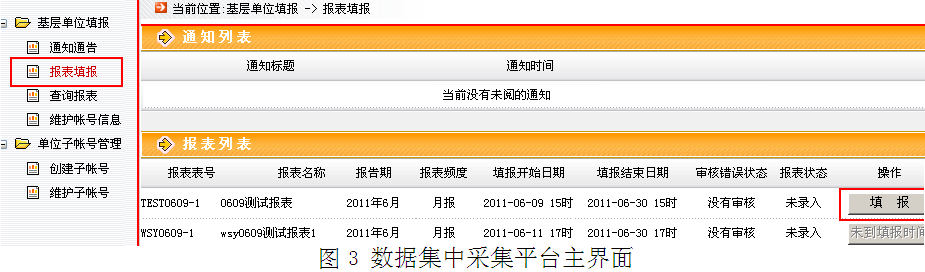 当前位置:基层单位填报 -> 报表填报
基层单位填报
通知通告
报表填报
查询报表
维护帐号信息
单位子帐号管理
创建子帐号
维护子帐号
通知列表
通知标题 通知时间
当前没有未阅的通知
报表列表
报表表号 报表名称 报告期 报表频度 填报开始日期 填报结束日期 审核错误状态 报表状态 操作
TEST0609-1 0609测试报表 2011年6月 月报 2011-06-09 15时 2011-06-30 15时 没有审核 未录入 填 报
WSY0609-1 wsy0609测试报表1 2011年6月 月报 2011-06-11 17时 2011-06-30 17时 没有审核 未录入 未到填报时间
图 3 数据集中采集平台主界面